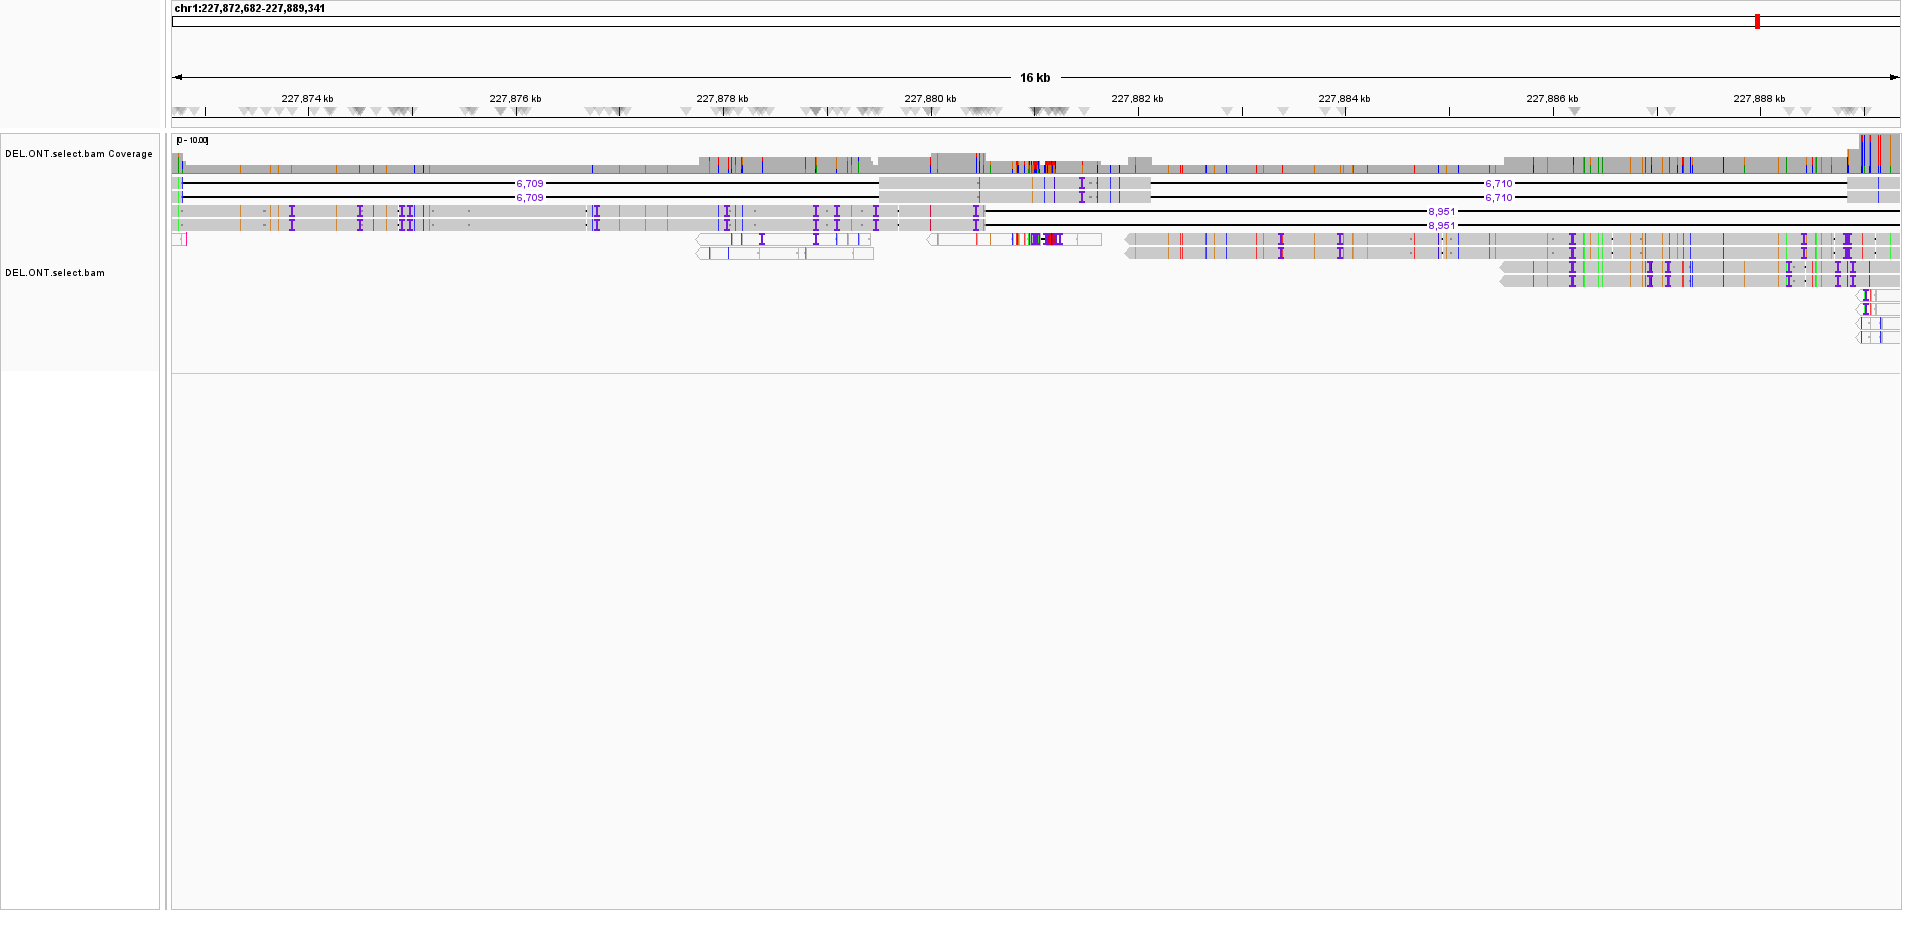 chr1:227,872,682-227,889,341
16 kb
227,874 kb 227,876 kb 227,878 kb 227,880 kb 227,882 kb 227,884 kb 227,886 kb 227,888 kb
[0 - 10.00]
DEL.ONT.select.bam Coverage
6,709 6,710
6,709 6,710
8,951
8,951
DEL.ONT.select.bam